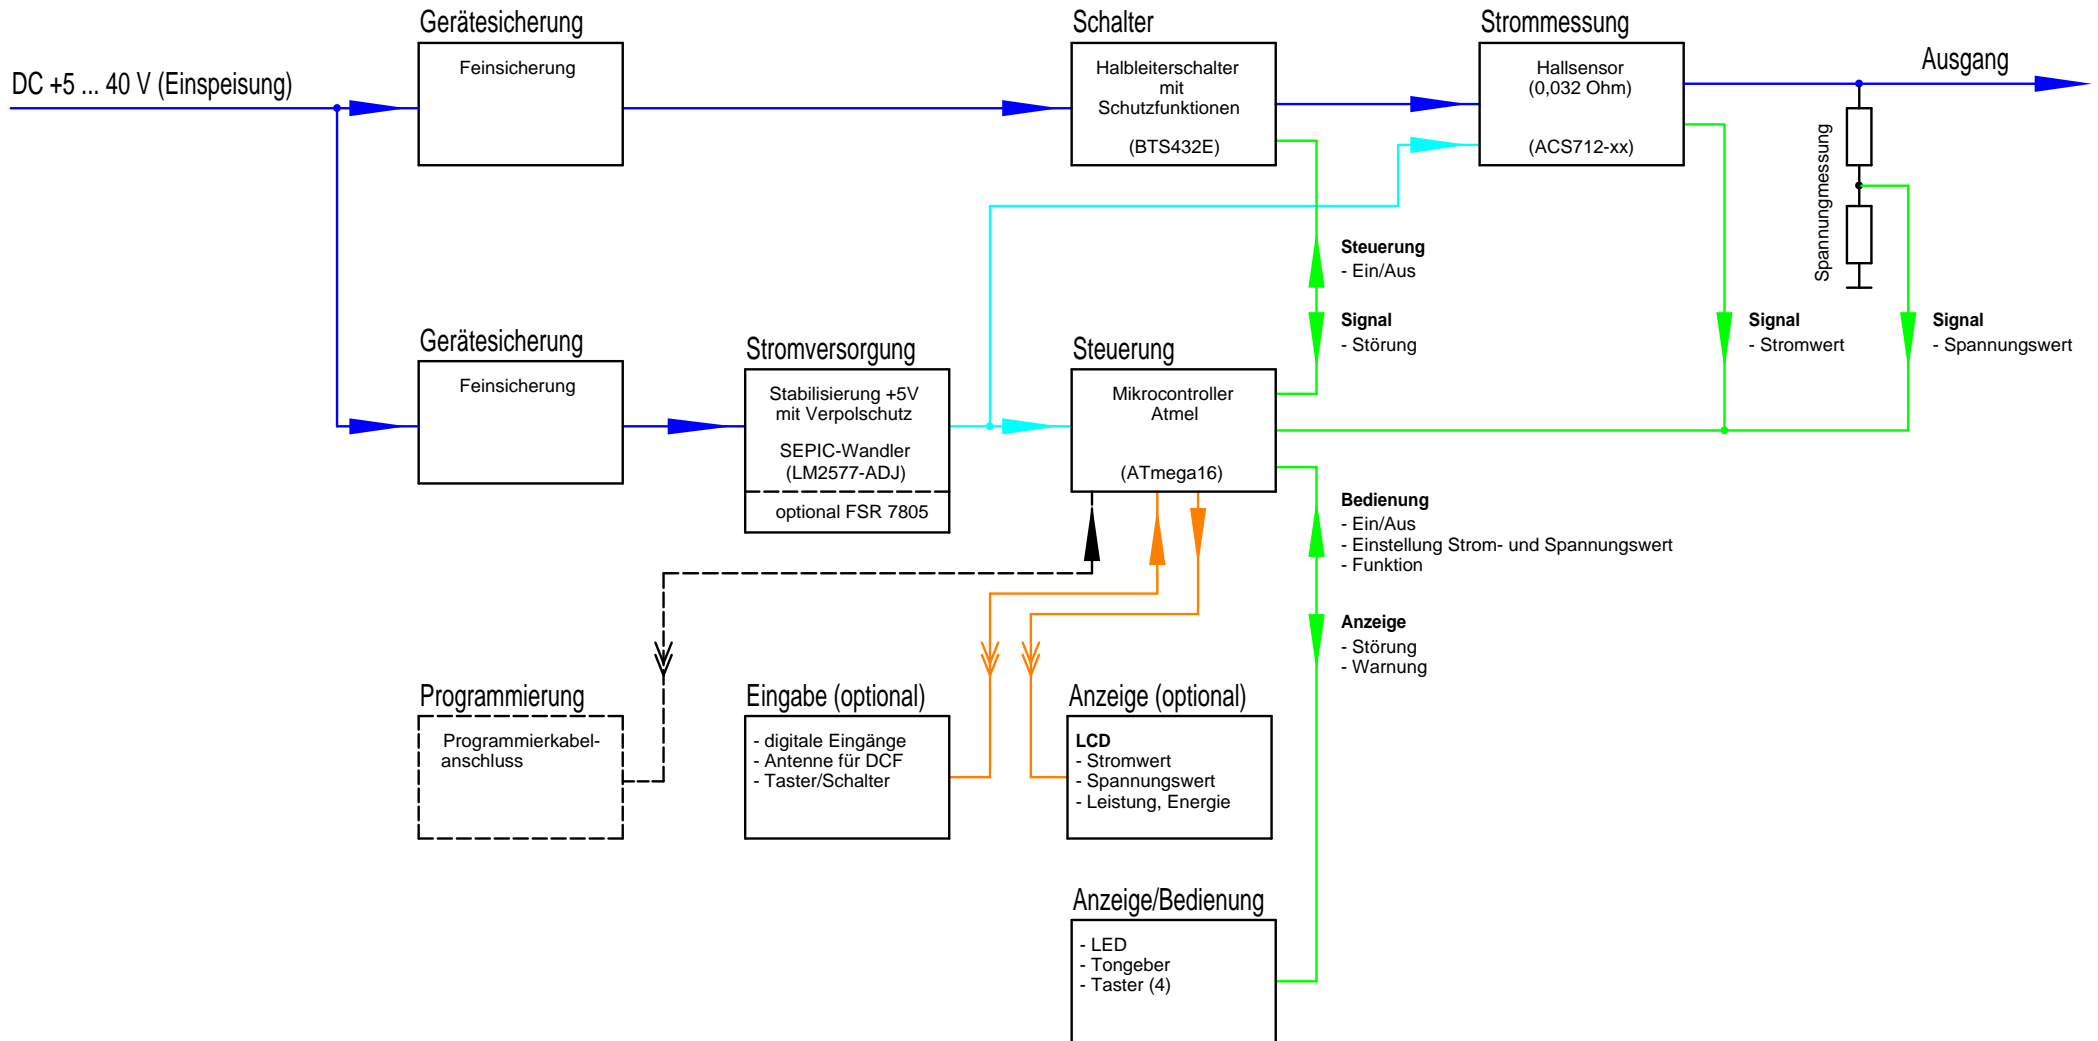 DC +5 ... 40 V (Einspeisung)
Gerätesicherung
Feinsicherung
Schalter
Halbleiterschalter
mit
Schutzfunktionen
(BTS432E)
Strommessung
Hallsensor
(0,032 Ohm)
(ACS712-xx)
Ausgang
Spannungmessung
Steuerung
- Ein/Aus
Signal
- Störung
Signal
- Stromwert
Signal
- Spannungswert
Gerätesicherung
Feinsicherung
Stromversorgung
Stabilisierung +5V
mit Verpolschutz
SEPIC-Wandler
(LM2577-ADJ)
optional FSR 7805
Steuerung
Mikrocontroller
Atmel
(ATmega16)
Bedienung
- Ein/Aus
- Einstellung Strom- und Spannungswert
- Funktion
Anzeige
- Störung
- Warnung
Programmierung
Programmierkabel-
anschluss
Eingabe (optional)
- digitale Eingänge
- Antenne für DCF
- Taster/Schalter
Anzeige (optional)
LCD
- Stromwert
- Spannungswert
- Leistung, Energie
Anzeige/Bedienung
- LED
- Tongeber
- Taster (4)